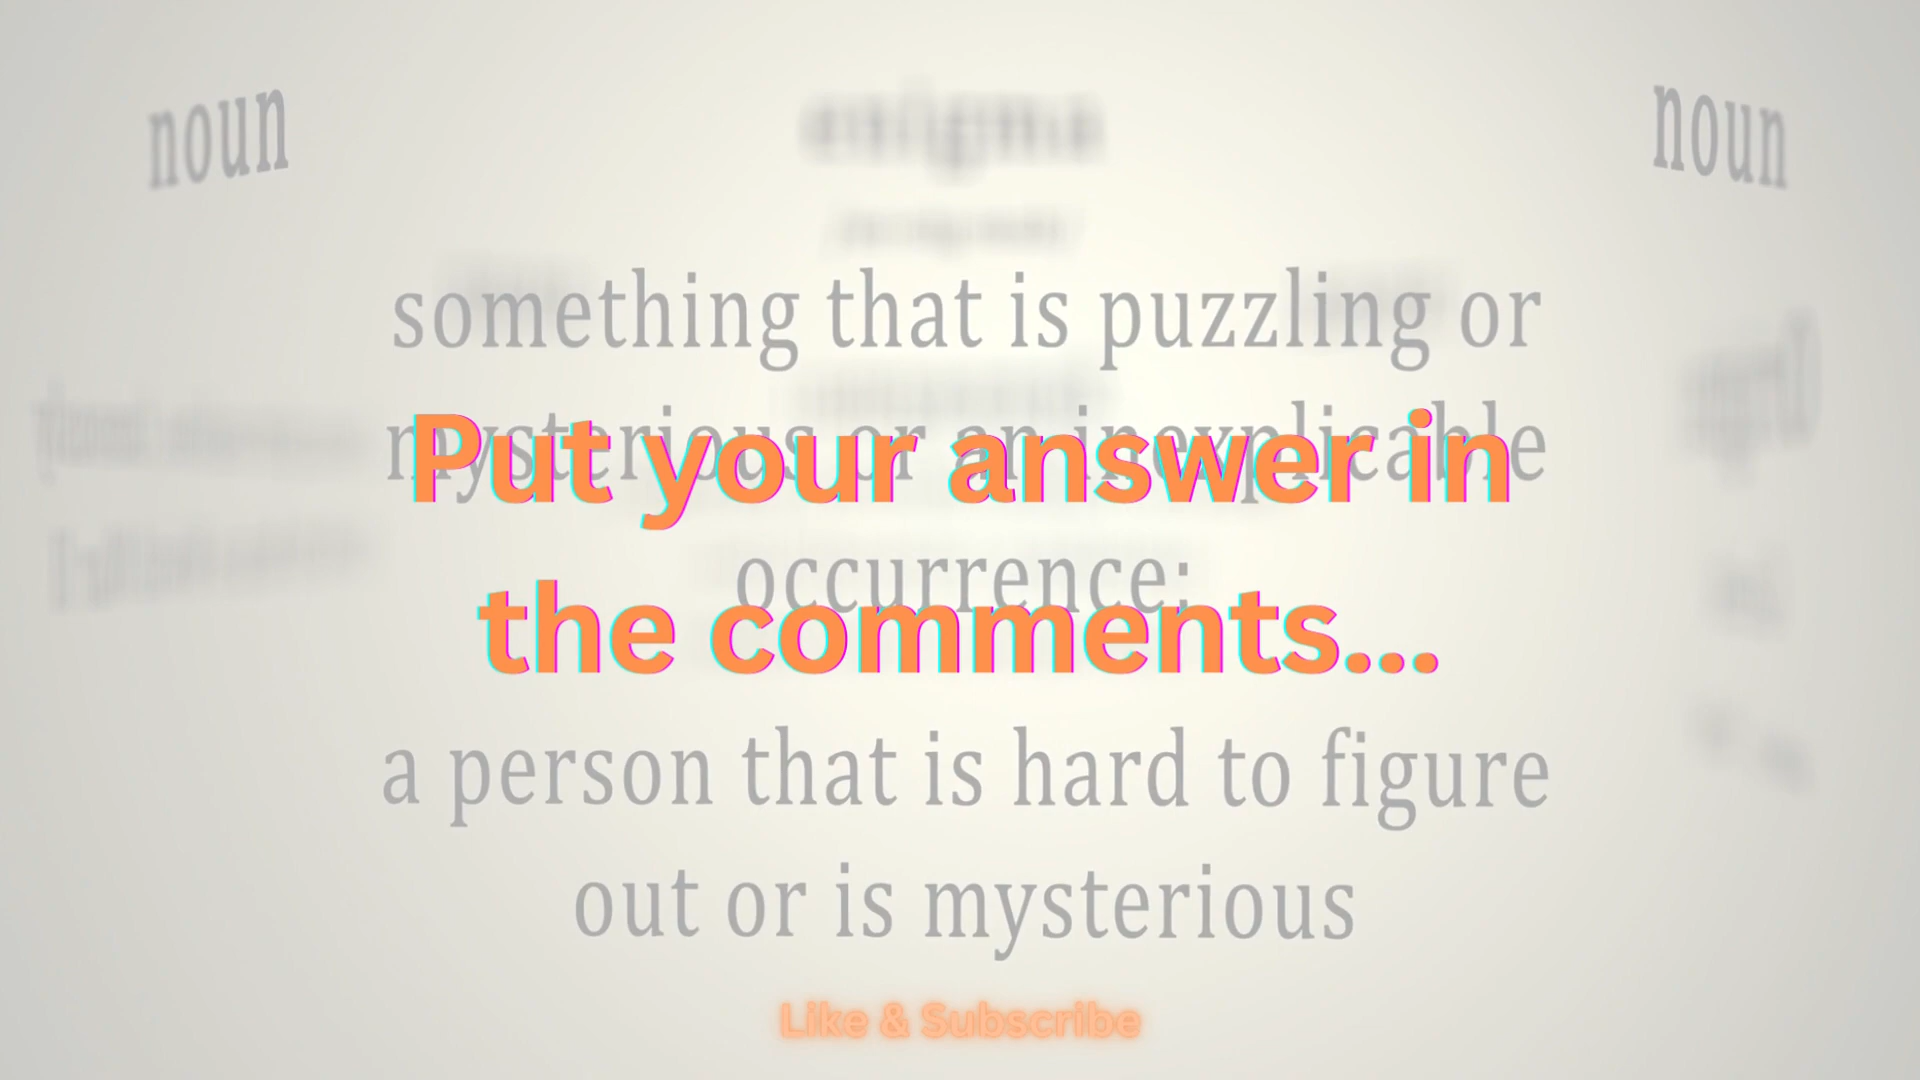 noun
enigma
noun
something that is puzzling or
mysterious or an inexplicable
Put your answer in
occurrence:
the comments...
a person that is hard to figure
out or is mysterious
Like & Subscribe